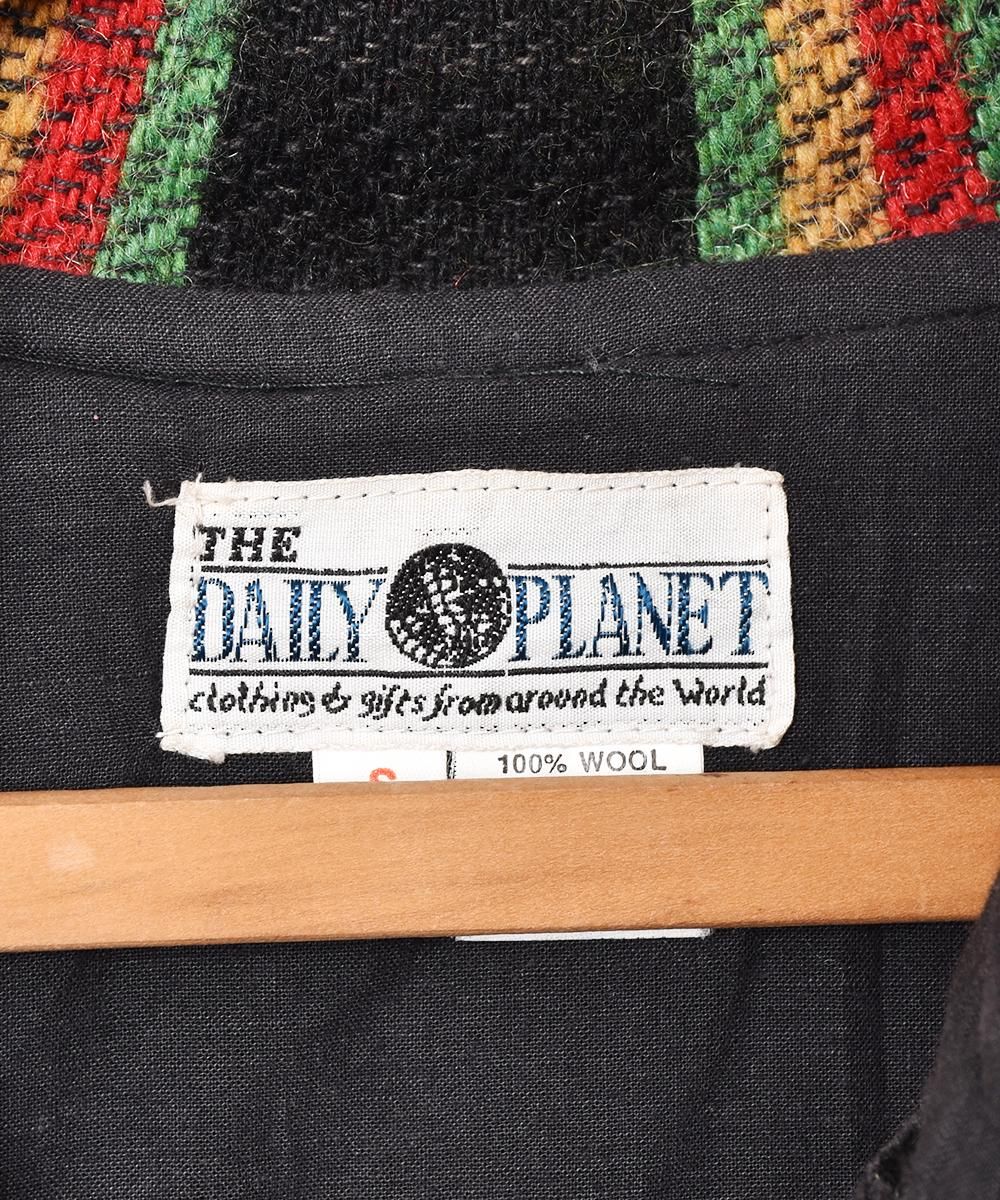 THE
DAILY PLANET
clothing & gifts from around the World
S
100% WOOL